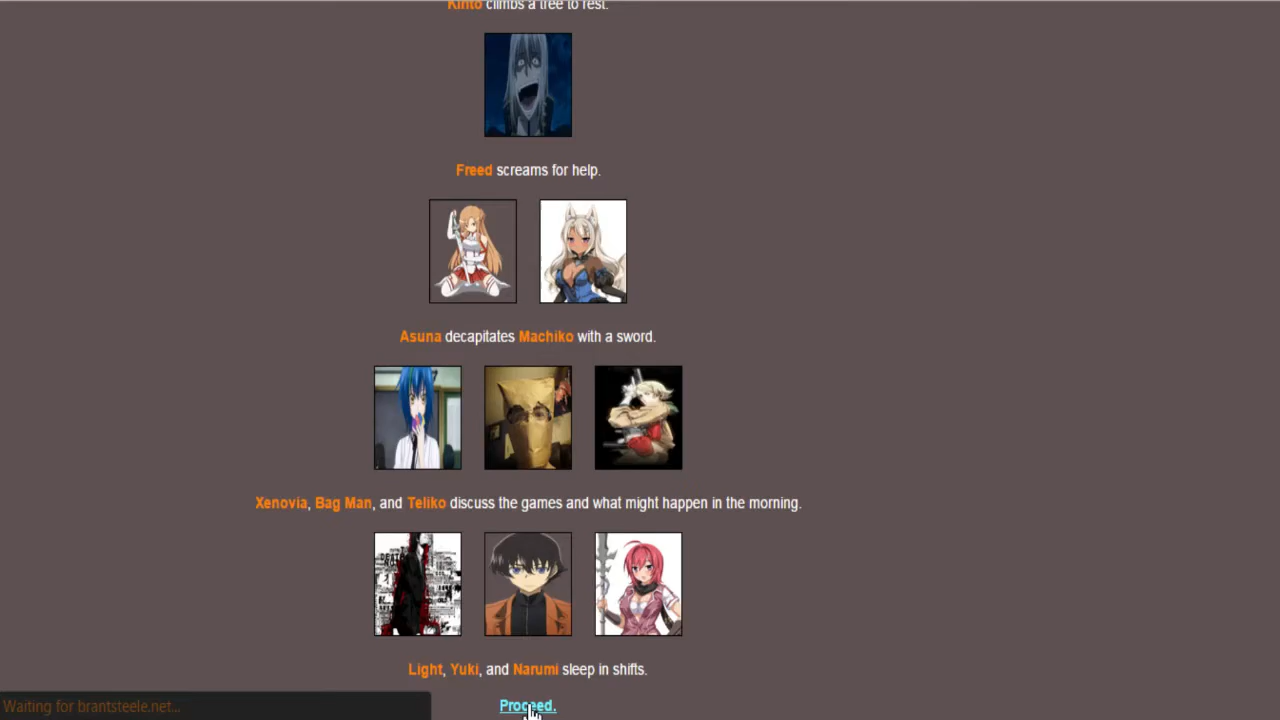 Kirito climbs a tree to rest.
Freed screams for help.
Asuna decapitates Machiko with a sword.
Xenovia, Bag Man, and Teliko discuss the games and what might happen in the morning.
DEATH
Light, Yuki, and Narumi sleep in shifts.
Proceed.
Waiting for brantsteele.net...